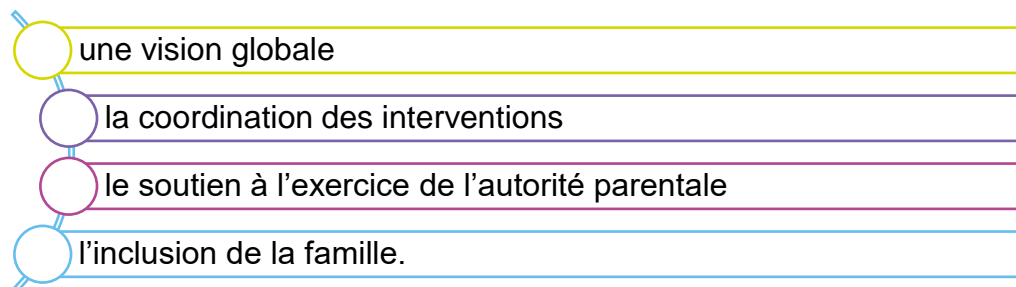 une vision globale
la coordination des interventions
le soutien à l’exercice de l’autorité parentale
l’inclusion de la famille.